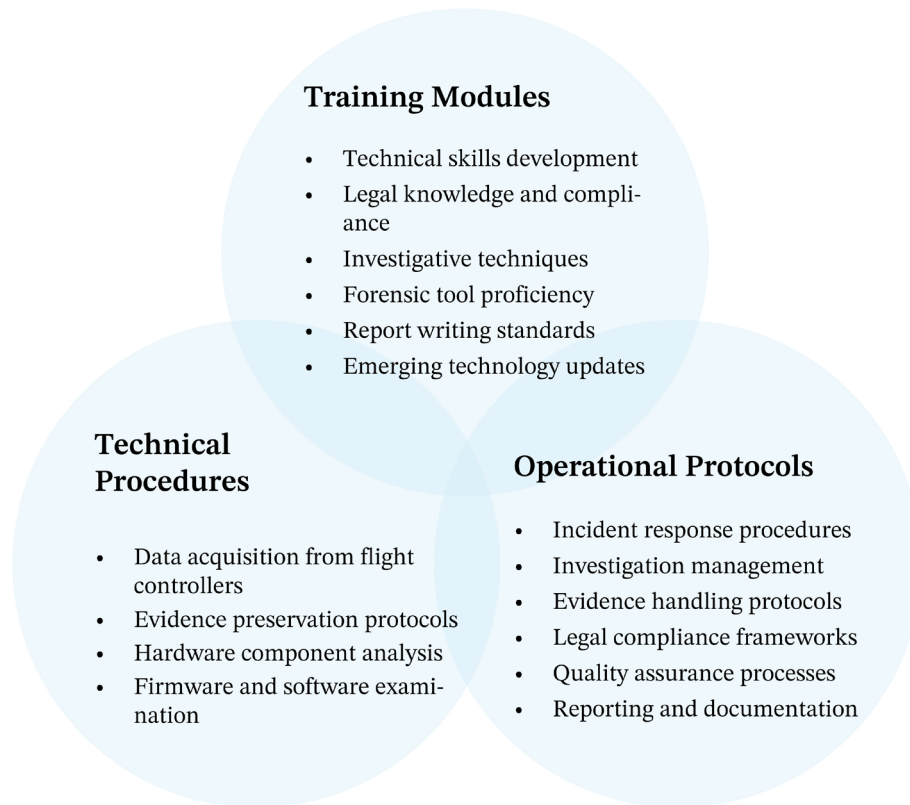 Training Modules
• Technical skills development
• Legal knowledge and compli-
ance
• Investigative techniques
• Forensic tool proficiency
• Report writing standards
• Emerging technology updates
Technical
Procedures
• Data acquisition from flight
controllers
• Evidence preservation protocols
• Hardware component analysis
• Firmware and software exami-
nation
Operational Protocols
• Incident response procedures
• Investigation management
• Evidence handling protocols
• Legal compliance frameworks
• Quality assurance processes
• Reporting and documentation